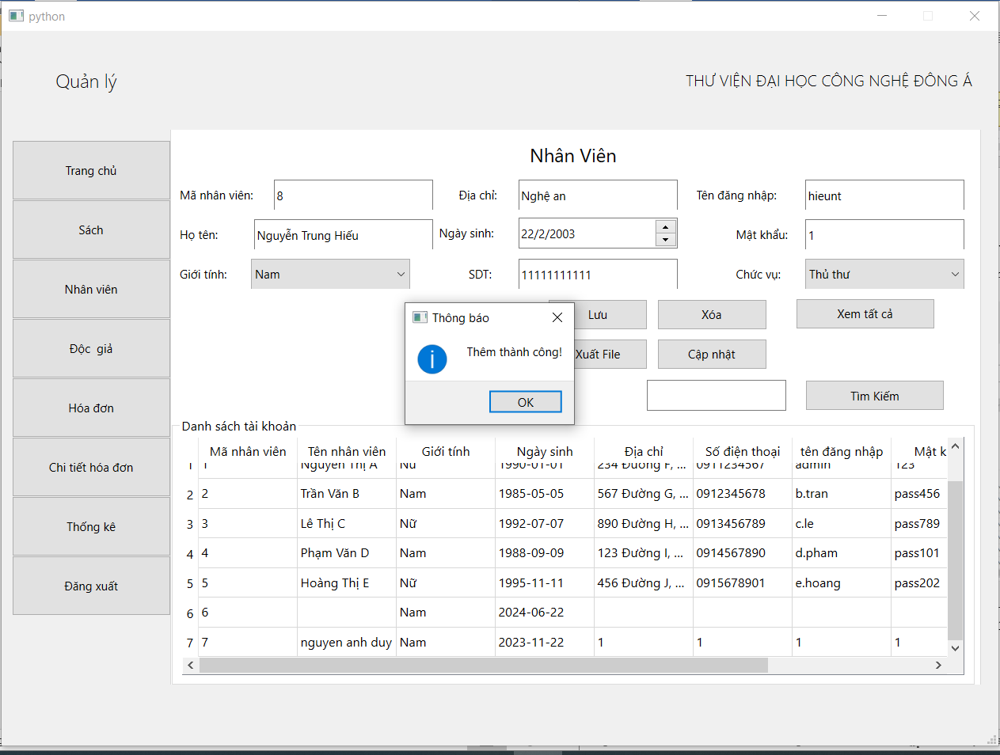 python
Quản lý
THƯ VIỆN ĐẠI HỌC CÔNG NGHỆ ĐÔNG Á
Trang chủ
Sách
Nhân viên
Độc giả
Hóa đơn
Chi tiết hóa đơn
Thống kê
Đăng xuất
Nhân Viên
Mã nhân viên: 8 Địa chỉ: Nghệ an Tên đăng nhập: hieunt
Họ tên: Nguyễn Trung Hiếu Ngày sinh: 22/2/2003 Mật khẩu: 1
Giới tính: Nam SDT: 11111111111 Chức vụ: Thủ thư
Lưu Xóa Xem tất cả
Xuất File Cập nhật
Tìm Kiếm
Thông báo
Thêm thành công!
OK
Danh sách tài khoản
Mã nhân viên Tên nhân viên Giới tính Ngày sinh Địa chỉ Số điện thoại tên đăng nhập Mật k
1 1 Nguyễn Thị A Nữ 1990-01-01 234 Đường F, ... 0911234567 admin 123
2 2 Trần Văn B Nam 1985-05-05 567 Đường G, ... 0912345678 b.tran pass456
3 3 Lê Thị C Nữ 1992-07-07 890 Đường H, ... 0913456789 c.le pass789
4 4 Phạm Văn D Nam 1988-09-09 123 Đường I, ... 0914567890 d.pham pass101
5 5 Hoàng Thị E Nữ 1995-11-11 456 Đường J, ... 0915678901 e.hoang pass202
6 6 Nam 2024-06-22
7 7 nguyen anh duy Nam 2023-11-22 1 1 1 1